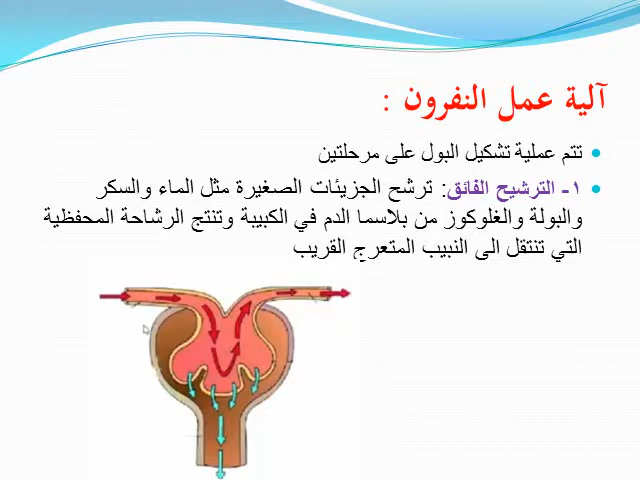 آلية عمل النفرون :
تتم عملية تشكيل البول على مرحلتين
١- الترشيح الفائق: ترشح الجزيئات الصغيرة مثل الماء والسكر
والبولة والغلوكوز من بلاسما الدم في الكبيبة وتنتج الرشاحة المحفظية
التي تنتقل الى النبيب المتعرج القريب